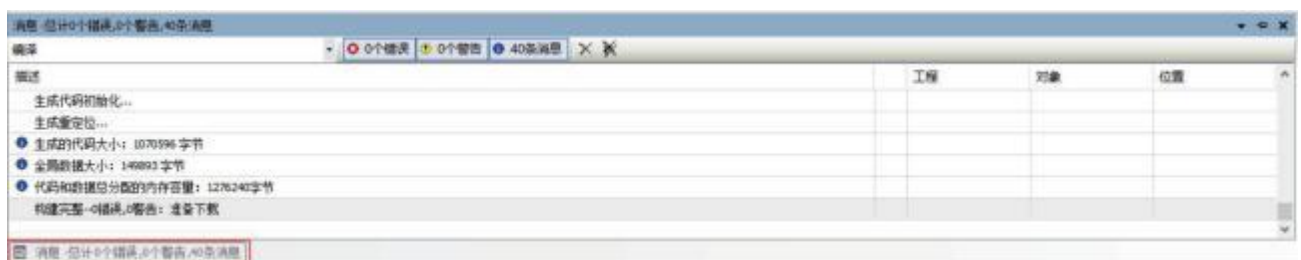 消息 -总计0个错误,0个警告,40条消息
编译 0个错误 0个警告 40条消息
描述 工程 对象 位置
生成代码初始化...
生成重定位...
生成的代码大小: 1070596 字节
全局数据大小: 149893 字节
代码和数据总分配的内存容量: 1276240字节
构建完整--0错误,0警告: 准备下载
消息 -总计0个错误,0个警告,40条消息